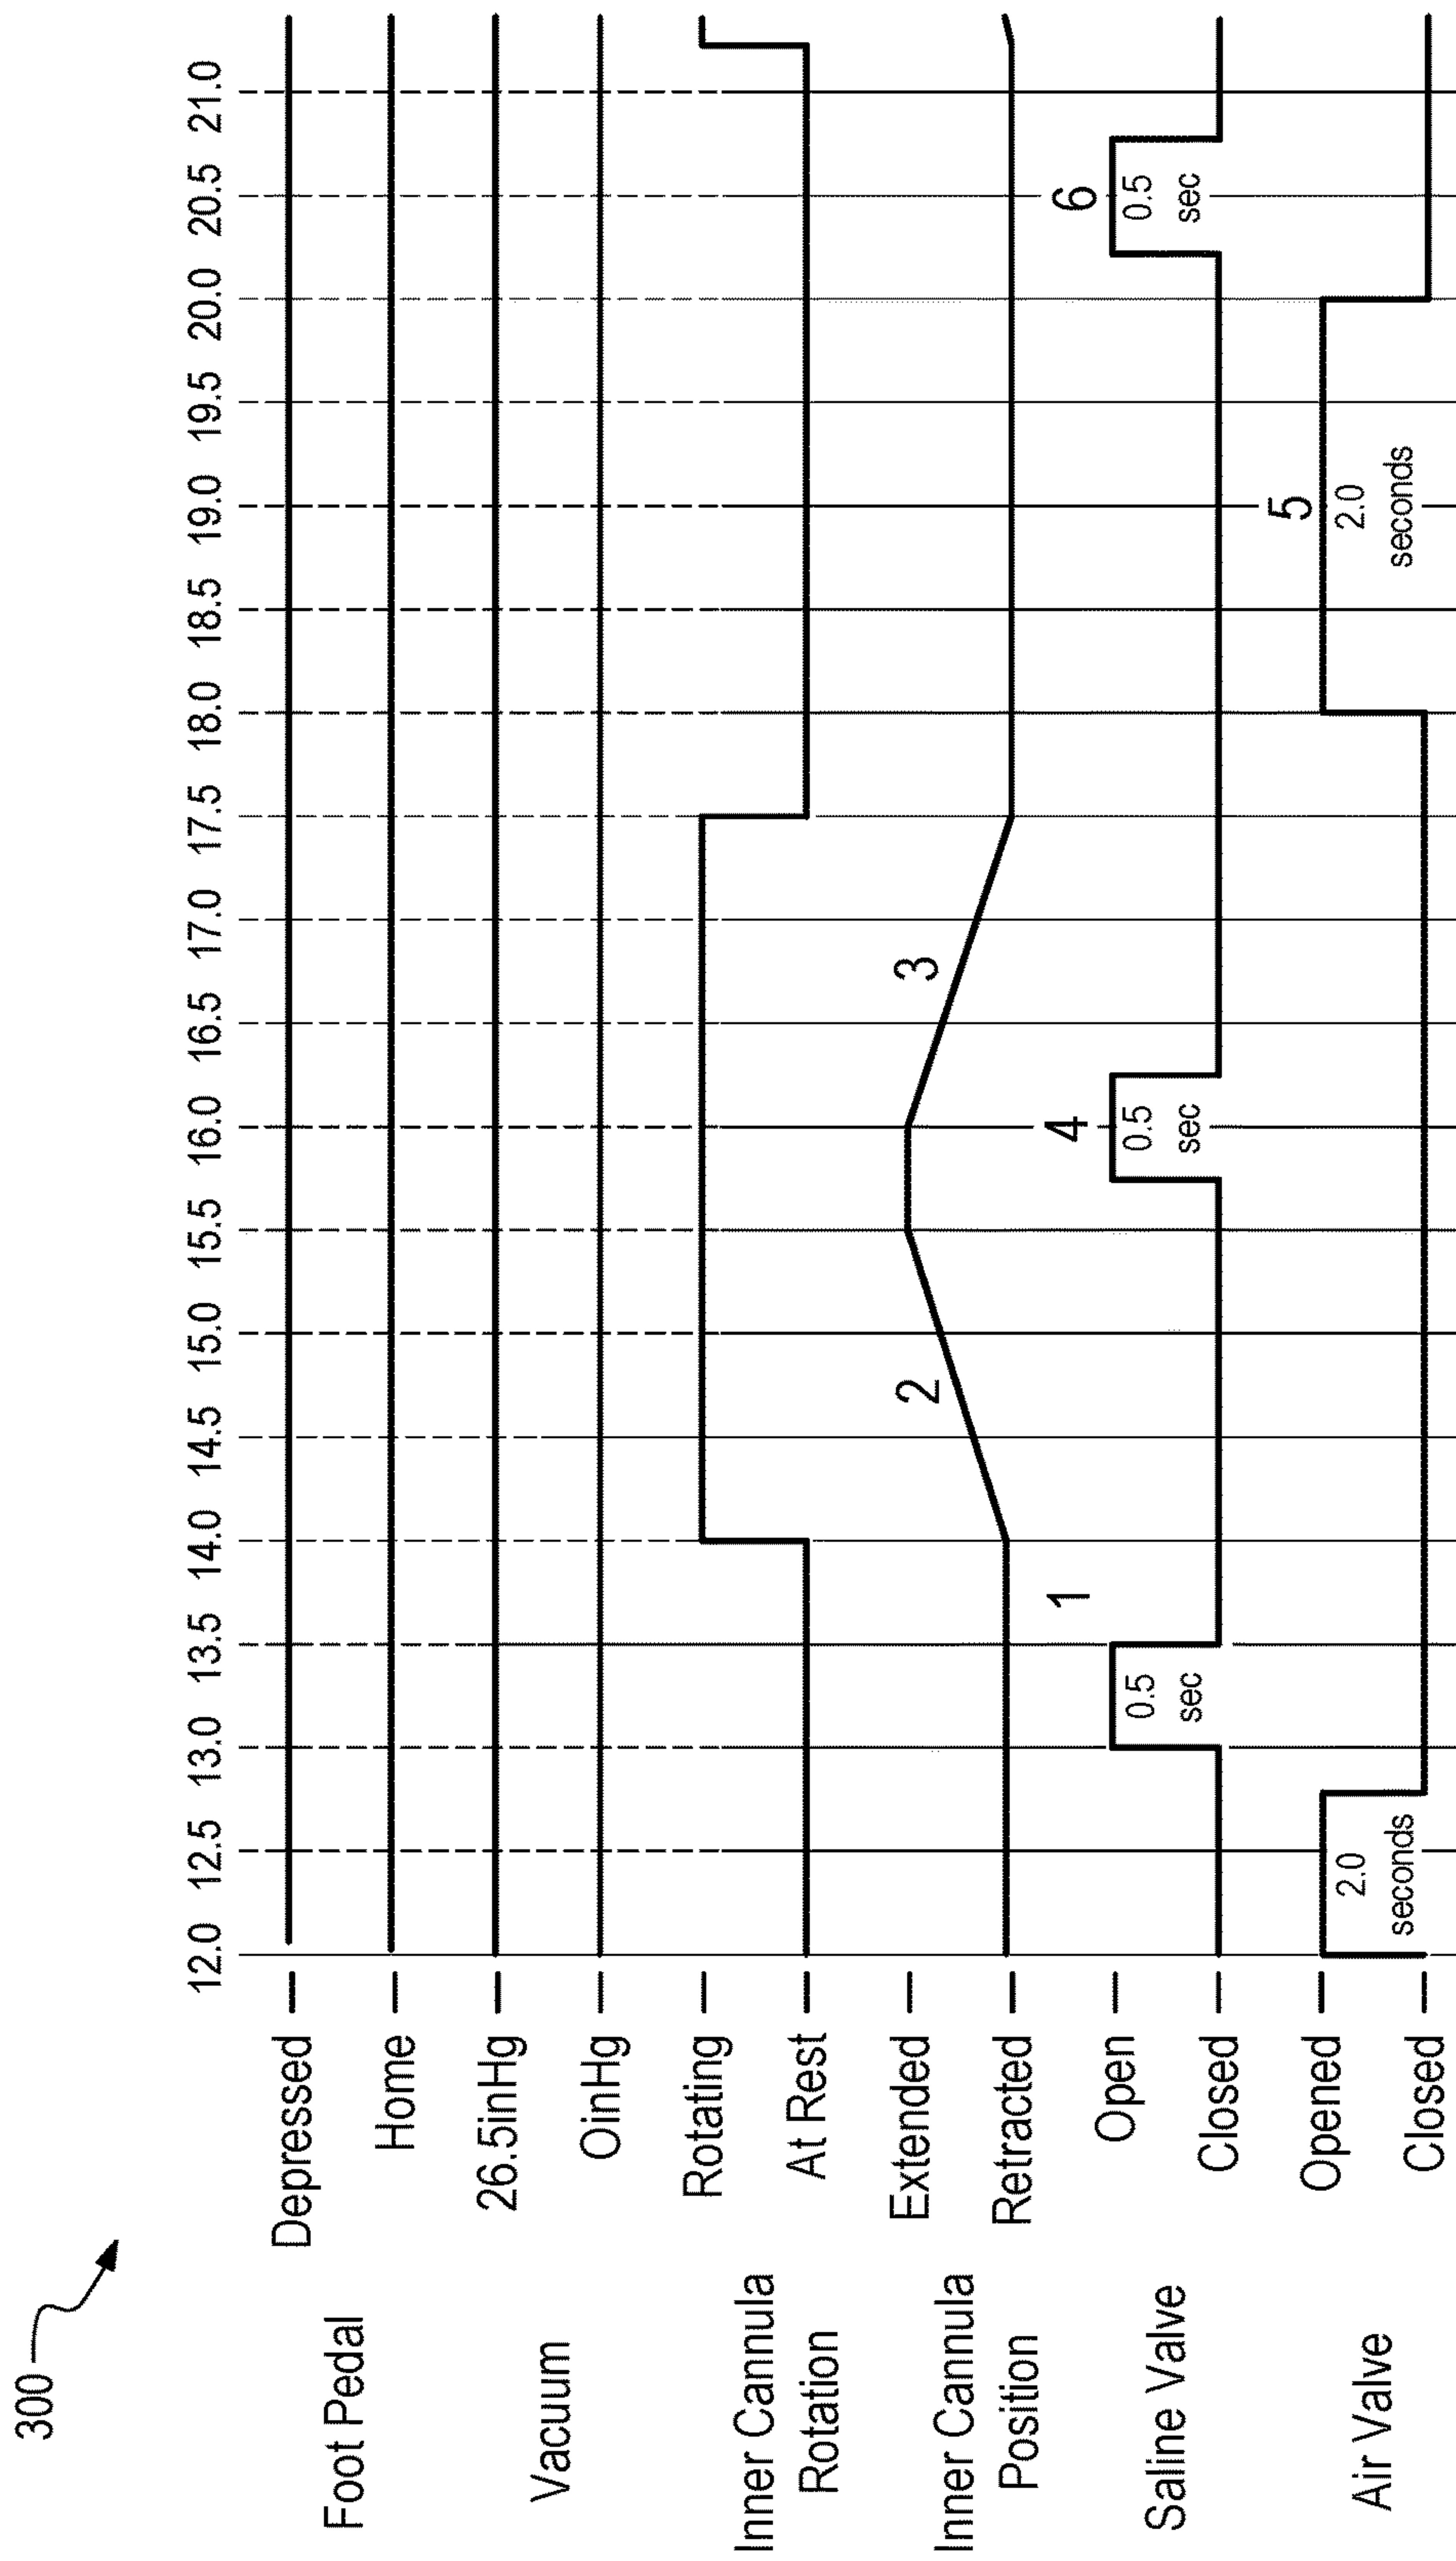 300
12.0 12.5 13.0 13.5 14.0 14.5 15.0 15.5 16.0 16.5 17.0 17.5 18.0 18.5 19.0 19.5 20.0 20.5 21.0
Foot Pedal
Depressed
Home
Vacuum
26.5inHg
OinHg
Inner Cannula
Rotation
Rotating
At Rest
Inner Cannula
Position
Extended
Retracted
2
3
Saline Valve
Open
Closed
1
4
6
0.5
sec
0.5
sec
0.5
sec
Air Valve
Opened
Closed
5
2.0
seconds
2.0
seconds